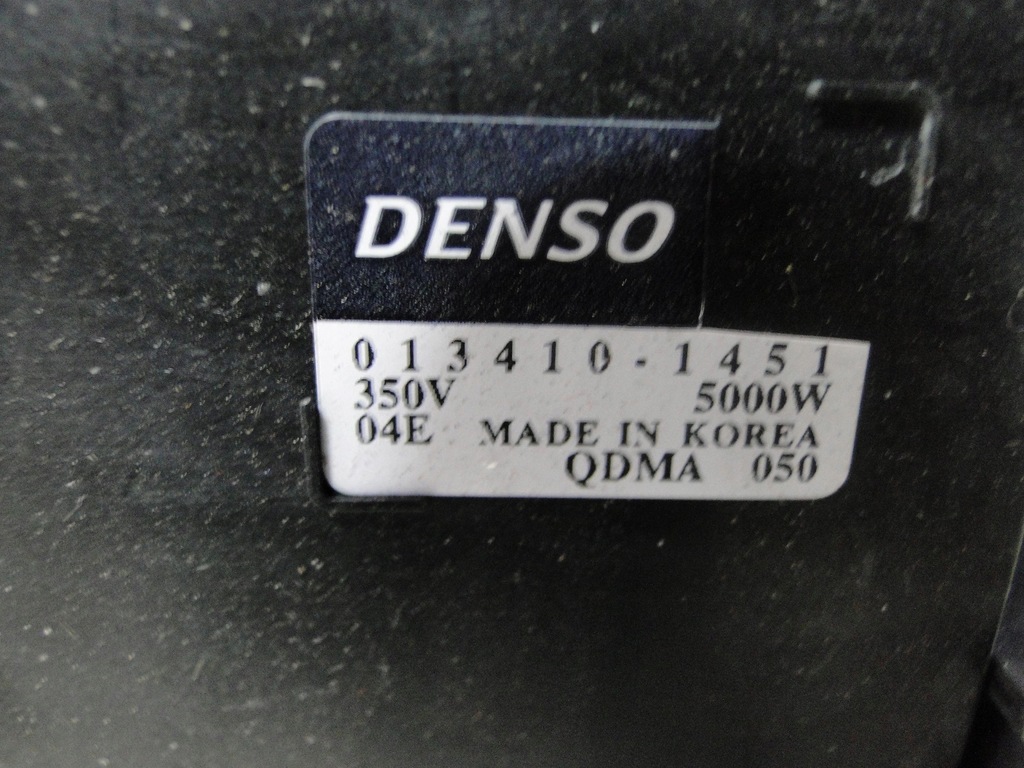 DENSO
013410-1451
350V 5000W
04E MADE IN KOREA
QDMA 050